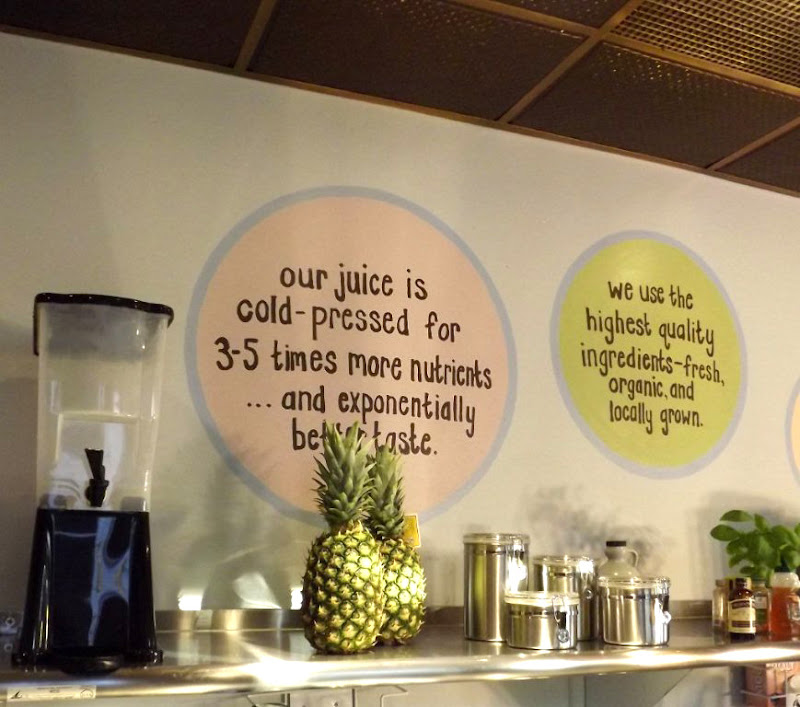 our juice is
cold-pressed for
3-5 times more nutrients
... and exponentially
taste.
we use the
highest quality
ingredients-fresh,
organic, and
locally grown.